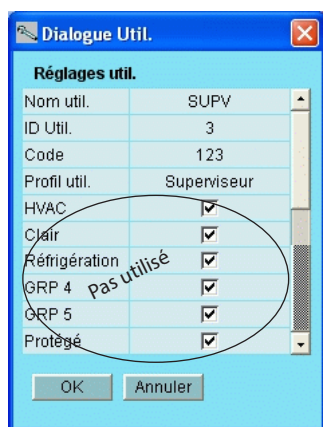 Dialogue Util.
Réglages util.
Nom util. SUPV
ID Util. 3
Code 123
Profil util. Superviseur
HVAC
Clair
Réfrigération
GRP 4
GRP 5
Protégé
Pas utilisé
OK Annuler